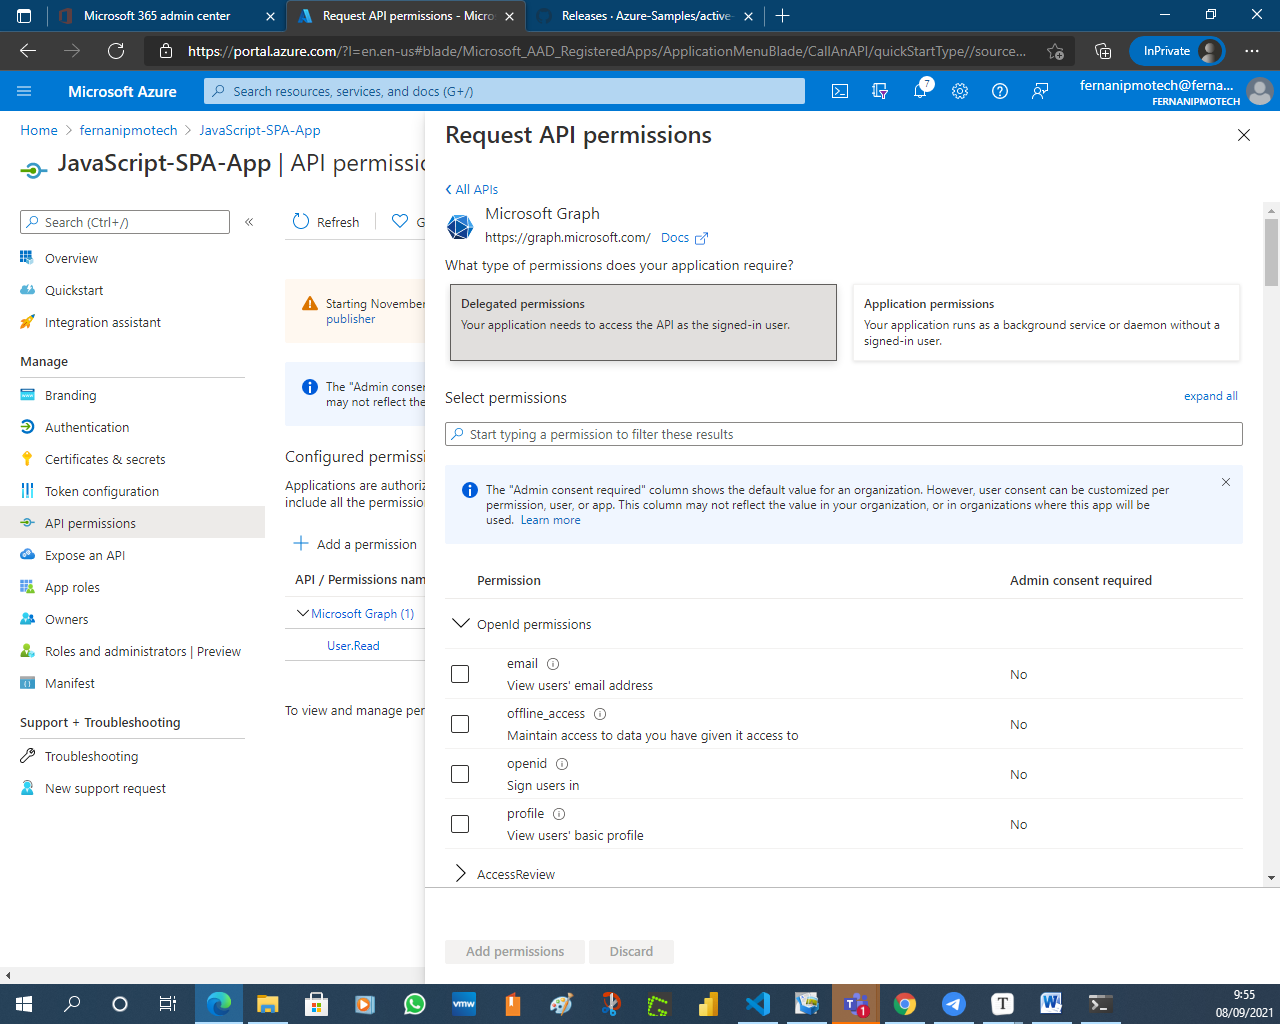 Microsoft 365 admin center
Request API permissions - Micro
Releases · Azure-Samples/active-
https://portal.azure.com/?l=en.en-us#blade/Microsoft_AAD_RegisteredApps/ApplicationMenuBlade/CallAnAPI/quickStartType//source...
InPrivate
Microsoft Azure
Search resources, services, and docs (G+/)
7
fernanipmotech@ferna...
FERNANIPMOTECH
Home > fernanipmotech > JavaScript-SPA-App
JavaScript-SPA-App | API permissio
Search (Ctrl+/)
Overview
Quickstart
Integration assistant
Manage
Branding
Authentication
Certificates & secrets
Token configuration
API permissions
Expose an API
App roles
Owners
Roles and administrators | Preview
Manifest
Support + Troubleshooting
Troubleshooting
New support request
Refresh
G
Starting November
publisher
The "Admin consen
may not reflect the
Configured permissi
Applications are authoriz
include all the permission
Add a permission
API / Permissions nam
Microsoft Graph (1)
User.Read
To view and manage per
Request API permissions
All APIs
Microsoft Graph
https://graph.microsoft.com/ Docs
What type of permissions does your application require?
Delegated permissions
Your application needs to access the API as the signed-in user.
Application permissions
Your application runs as a background service or daemon without a
signed-in user.
Select permissions
expand all
Start typing a permission to filter these results
The "Admin consent required" column shows the default value for an organization. However, user consent can be customized per
permission, user, or app. This column may not reflect the value in your organization, or in organizations where this app will be
used. Learn more
Permission
Admin consent required
OpenId permissions
email
View users' email address
No
offline_access
Maintain access to data you have given it access to
No
openid
Sign users in
No
profile
View users' basic profile
No
AccessReview
Add permissions
Discard
vmw
1
T
W
9:55
08/09/2021